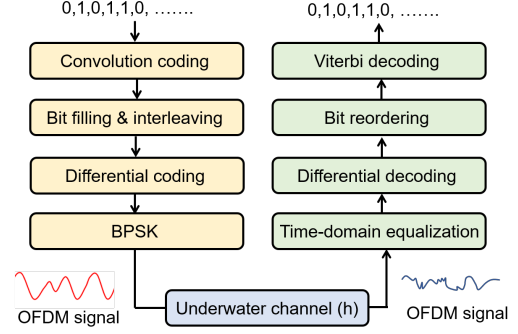 0,1,0,1,1,0, …….
Convolution coding
Bit filling & interleaving
Differential coding
BPSK
OFDM signal
Underwater channel (h)
0,1,0,1,1,0, …….
Viterbi decoding
Bit reordering
Differential decoding
Time-domain equalization
OFDM signal